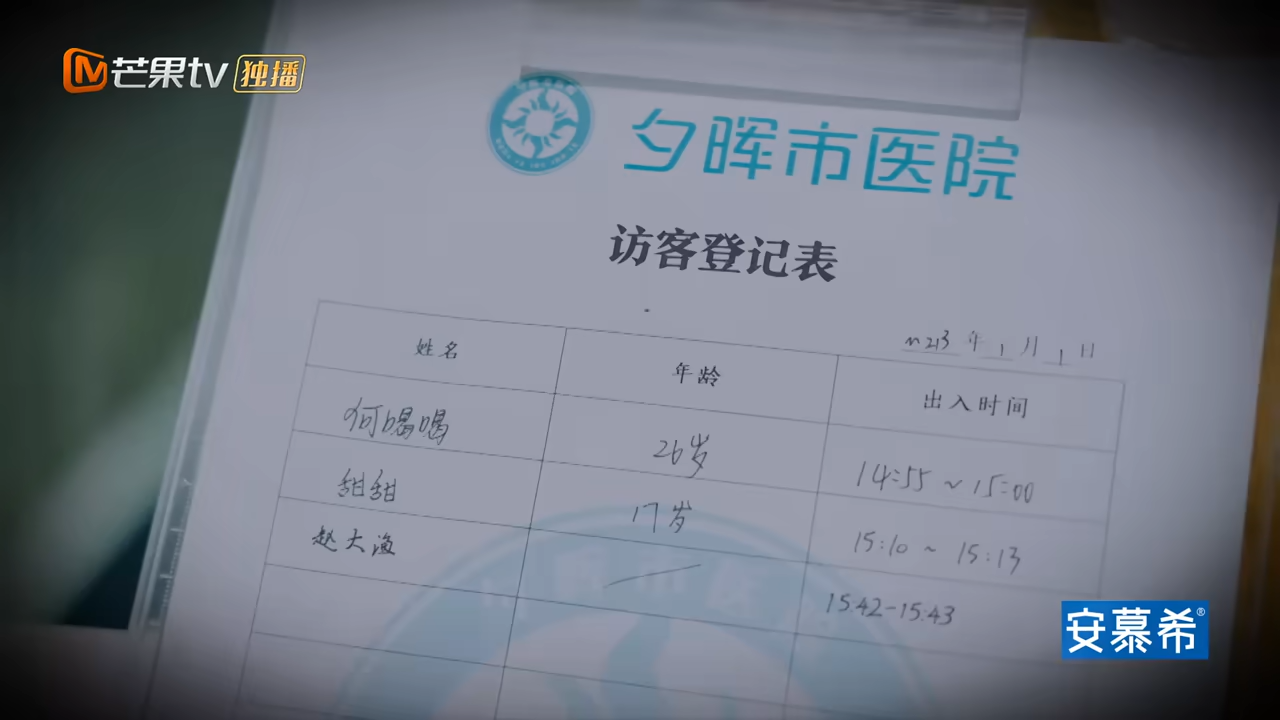 芒果tv 独播
夕晖市医院
访客登记表
年1月1日
姓名 年龄 出入时间
何喝喝 26岁 14:55~15:00
甜甜 17岁 15:10~15:13
赵大渔 15:42-15:43
安慕希®